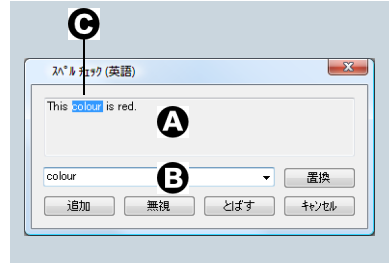 C
ｽﾍﾟﾙ ﾁｪｯｸ (英語)
This colour is red.
A
colour
B
置換
追加 無視 とばす ｷｬﾝｾﾙ